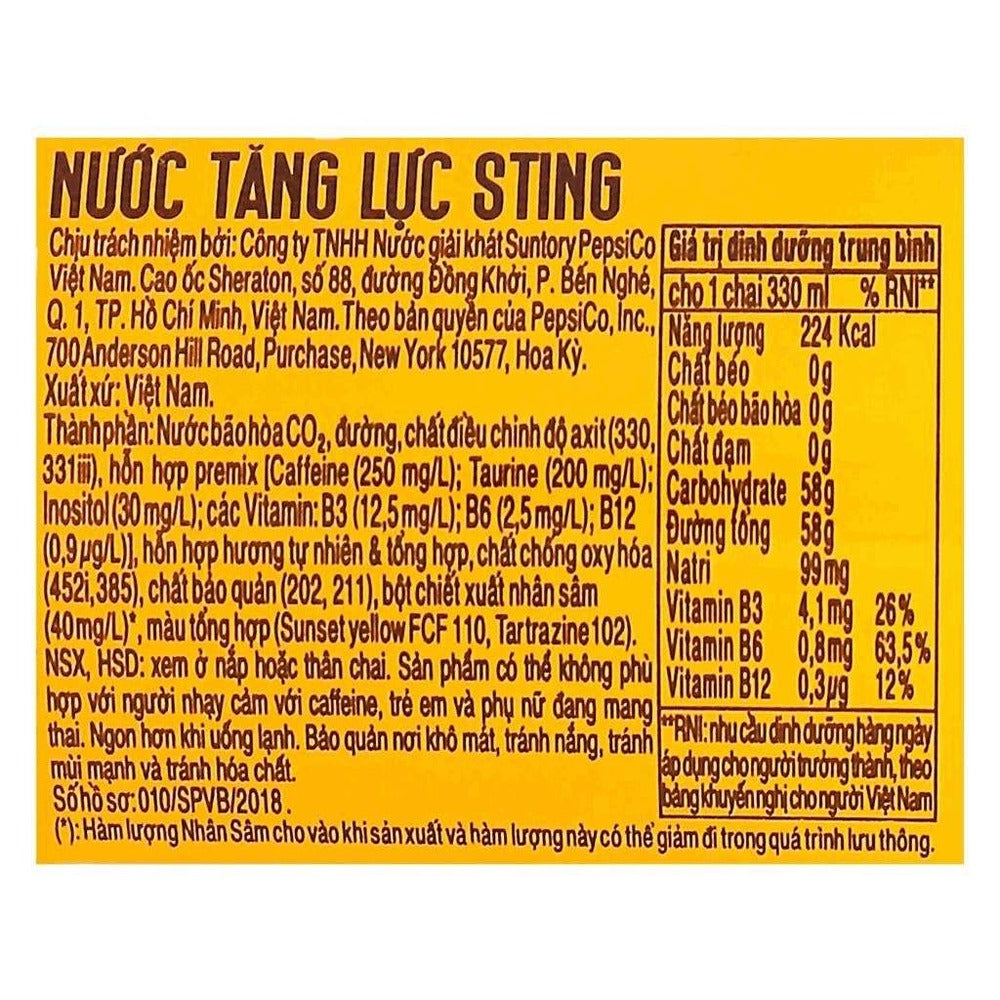 NƯỚC TĂNG LỰC STING
Chịu trách nhiệm bởi: Công ty TNHH Nước giải khát Suntory PepsiCo
Việt Nam. Cao ốc Sheraton, số 88, đường Đồng Khởi, P. Bến Nghé,
Q. 1, TP. Hồ Chí Minh, Việt Nam. Theo bản quyền của PepsiCo, Inc.,
700 Anderson Hill Road, Purchase, New York 10577, Hoa Kỳ.
Xuất xứ: Việt Nam.
Thành phần: Nước bão hòa CO₂, đường, chất điều chỉnh độ axit (330,
331iii), hỗn hợp premix [Caffeine (250 mg/L); Taurine (200 mg/L);
Inositol (30 mg/L); các Vitamin: B3 (12,5 mg/L); B6 (2,5 mg/L); B12
(0,9 µg/L)], hỗn hợp hương tự nhiên & tổng hợp, chất chống oxy hóa
(452i, 385), chất bảo quản (202, 211), bột chiết xuất nhân sâm
(40mg/L)*, màu tổng hợp (Sunset yellow FCF 110, Tartrazine 102).
NSX, HSD: xem ở nắp hoặc thân chai. Sản phẩm có thể không phù
hợp với người nhạy cảm với caffeine, trẻ em và phụ nữ đang mang
thai. Ngon hơn khi uống lạnh. Bảo quản nơi khô mát, tránh nắng, tránh
mùi mạnh và tránh hóa chất.
Số hồ sơ: 010/SPVB/2018.
(*): Hàm lượng Nhân Sâm cho vào khi sản xuất và hàm lượng này có thể giảm đi trong quá trình lưu thông.
Giá trị dinh dưỡng trung bình
cho 1 chai 330 ml % RNI**
Năng lượng 224 Kcal
Chất béo 0g
Chất béo bão hòa 0g
Chất đạm 0g
Carbohydrate 58g
Đường tổng 58g
Natri 99mg
Vitamin B3 4,1mg 26%
Vitamin B6 0,8mg 63,5%
Vitamin B12 0,3µg 12%
**RNI: nhu cầu dinh dưỡng hàng ngày
áp dụng cho người trưởng thành, theo
bảng khuyến nghị cho người Việt Nam